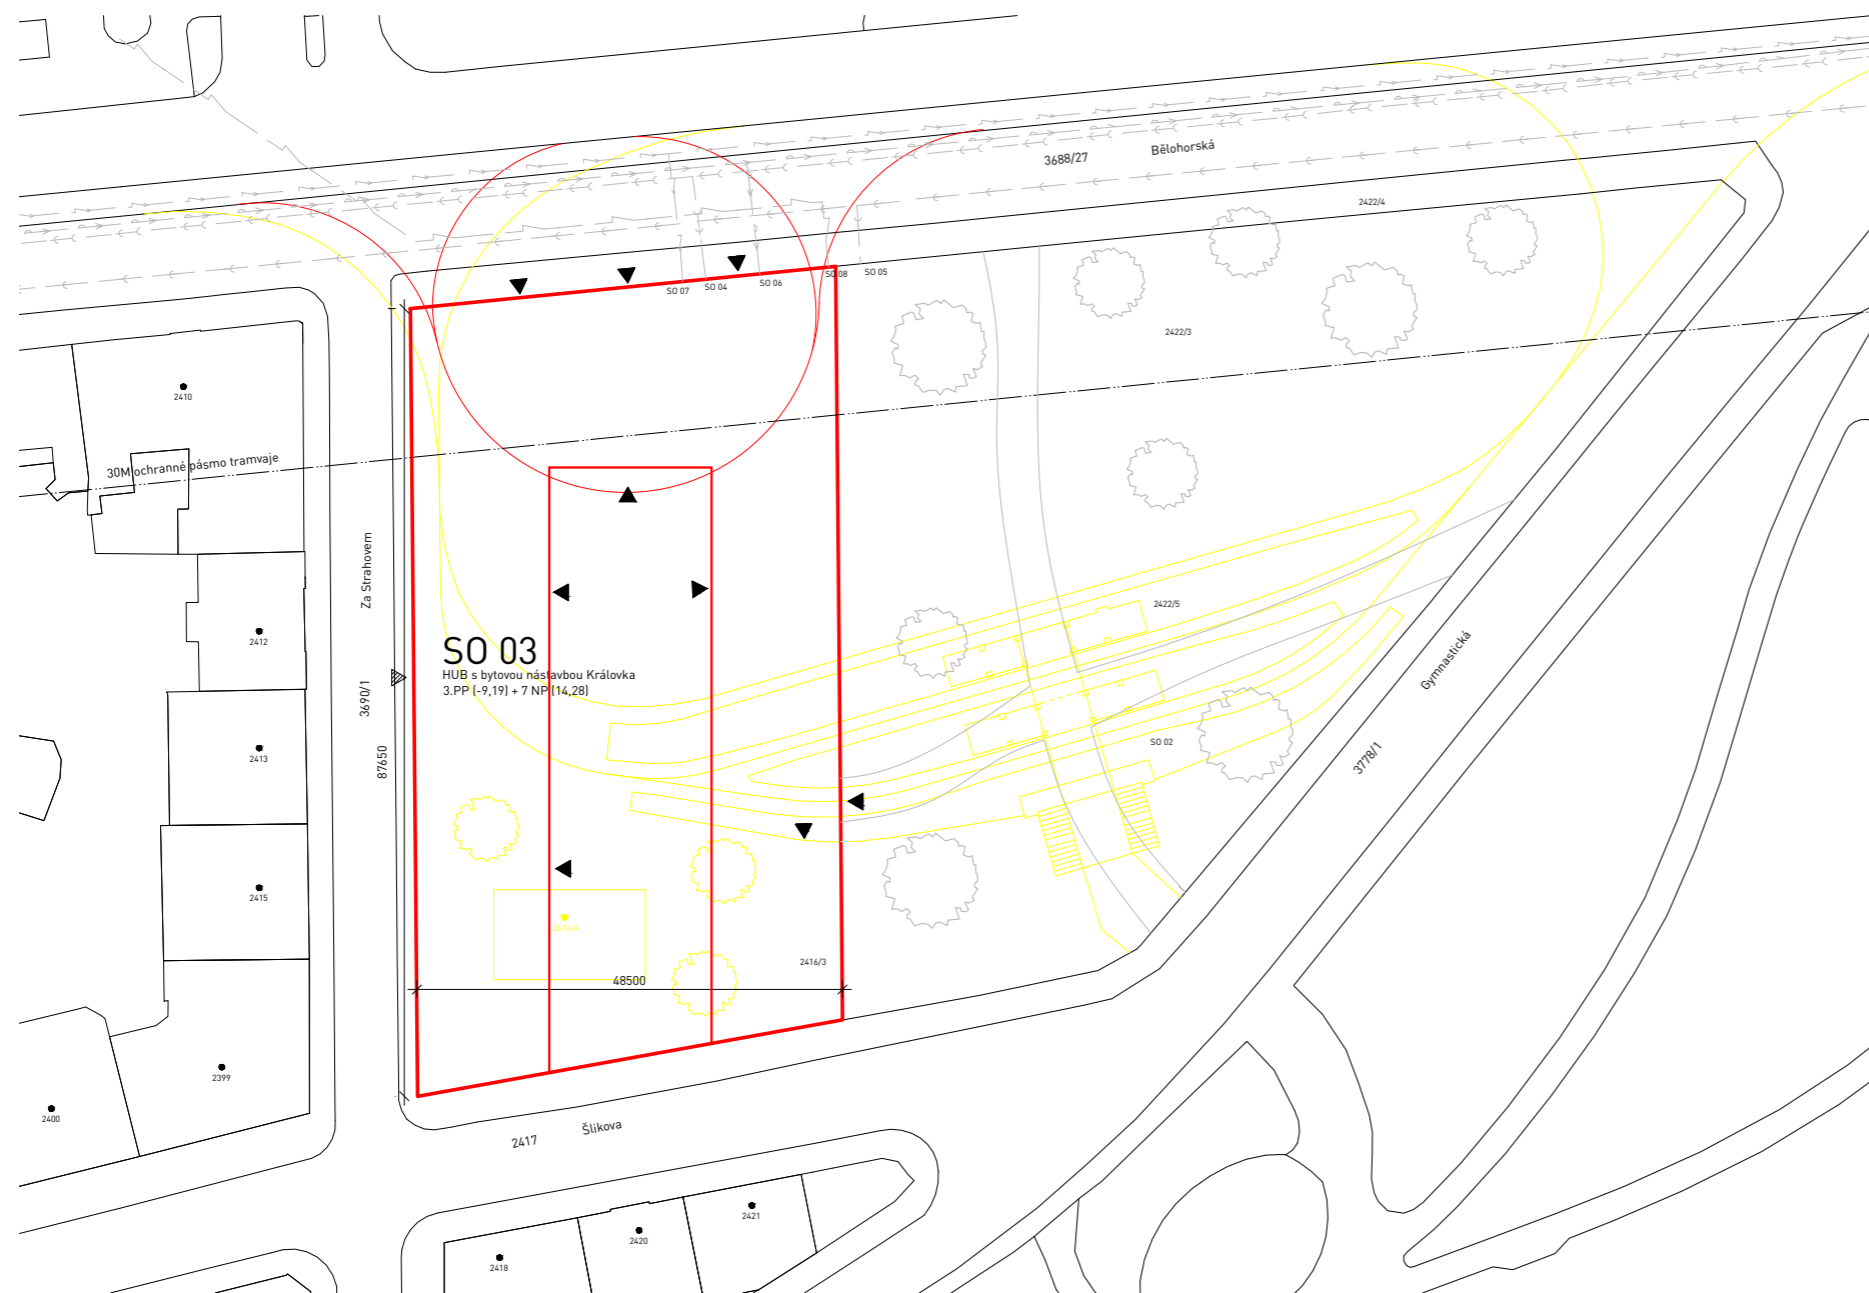 Bělohorská
3688/27
2422/4
SO 08
SO 05
SO 06
SO 04
SO 07
2422/3
2410
30M ochranné pásmo tramvaje
Za Strahovem
2422/5
2412
SO 03
HUB s bytovou nástavbou Královka
3.PP (-9,19) + 7 NP (14,28)
Gymnastická
3690/1
SO 02
2413
87650
3778/1
2415
2416/4
2416/3
48500
2399
2400
2417
Šlikova
2421
2420
2418